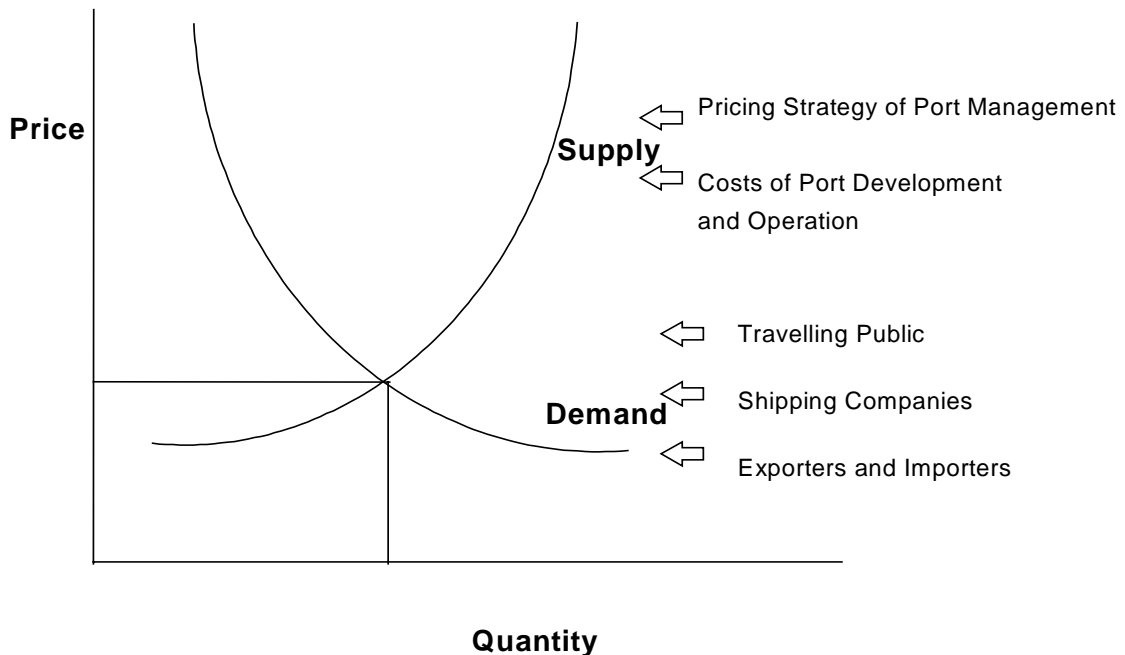 Pricing Strategy of Port Management
Price
Supply
Costs of Port Development
and Operation
Travelling Public
Shipping Companies
Demand
Exporters and Importers
Quantity